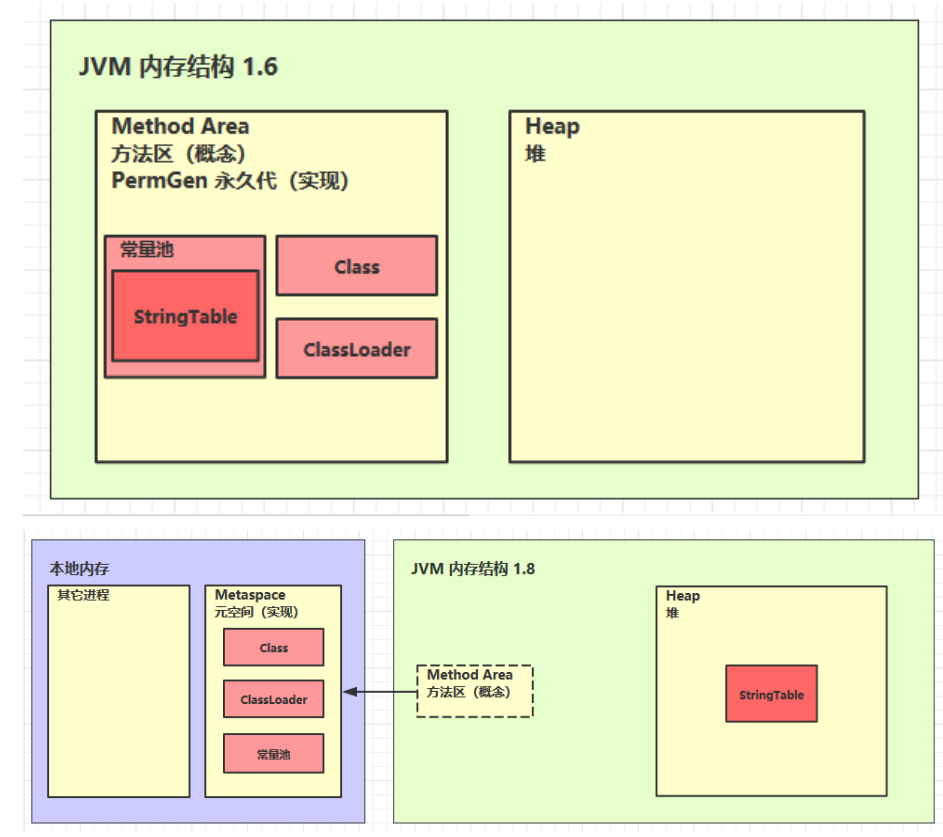 JVM 内存结构 1.6
Method Area
方法区（概念）
PermGen 永久代（实现）
常量池
StringTable
Class
ClassLoader
Heap
堆
本地内存
其它进程
Metaspace
元空间（实现）
Class
ClassLoader
常量池
JVM 内存结构 1.8
Method Area
方法区（概念）
Heap
堆
StringTable